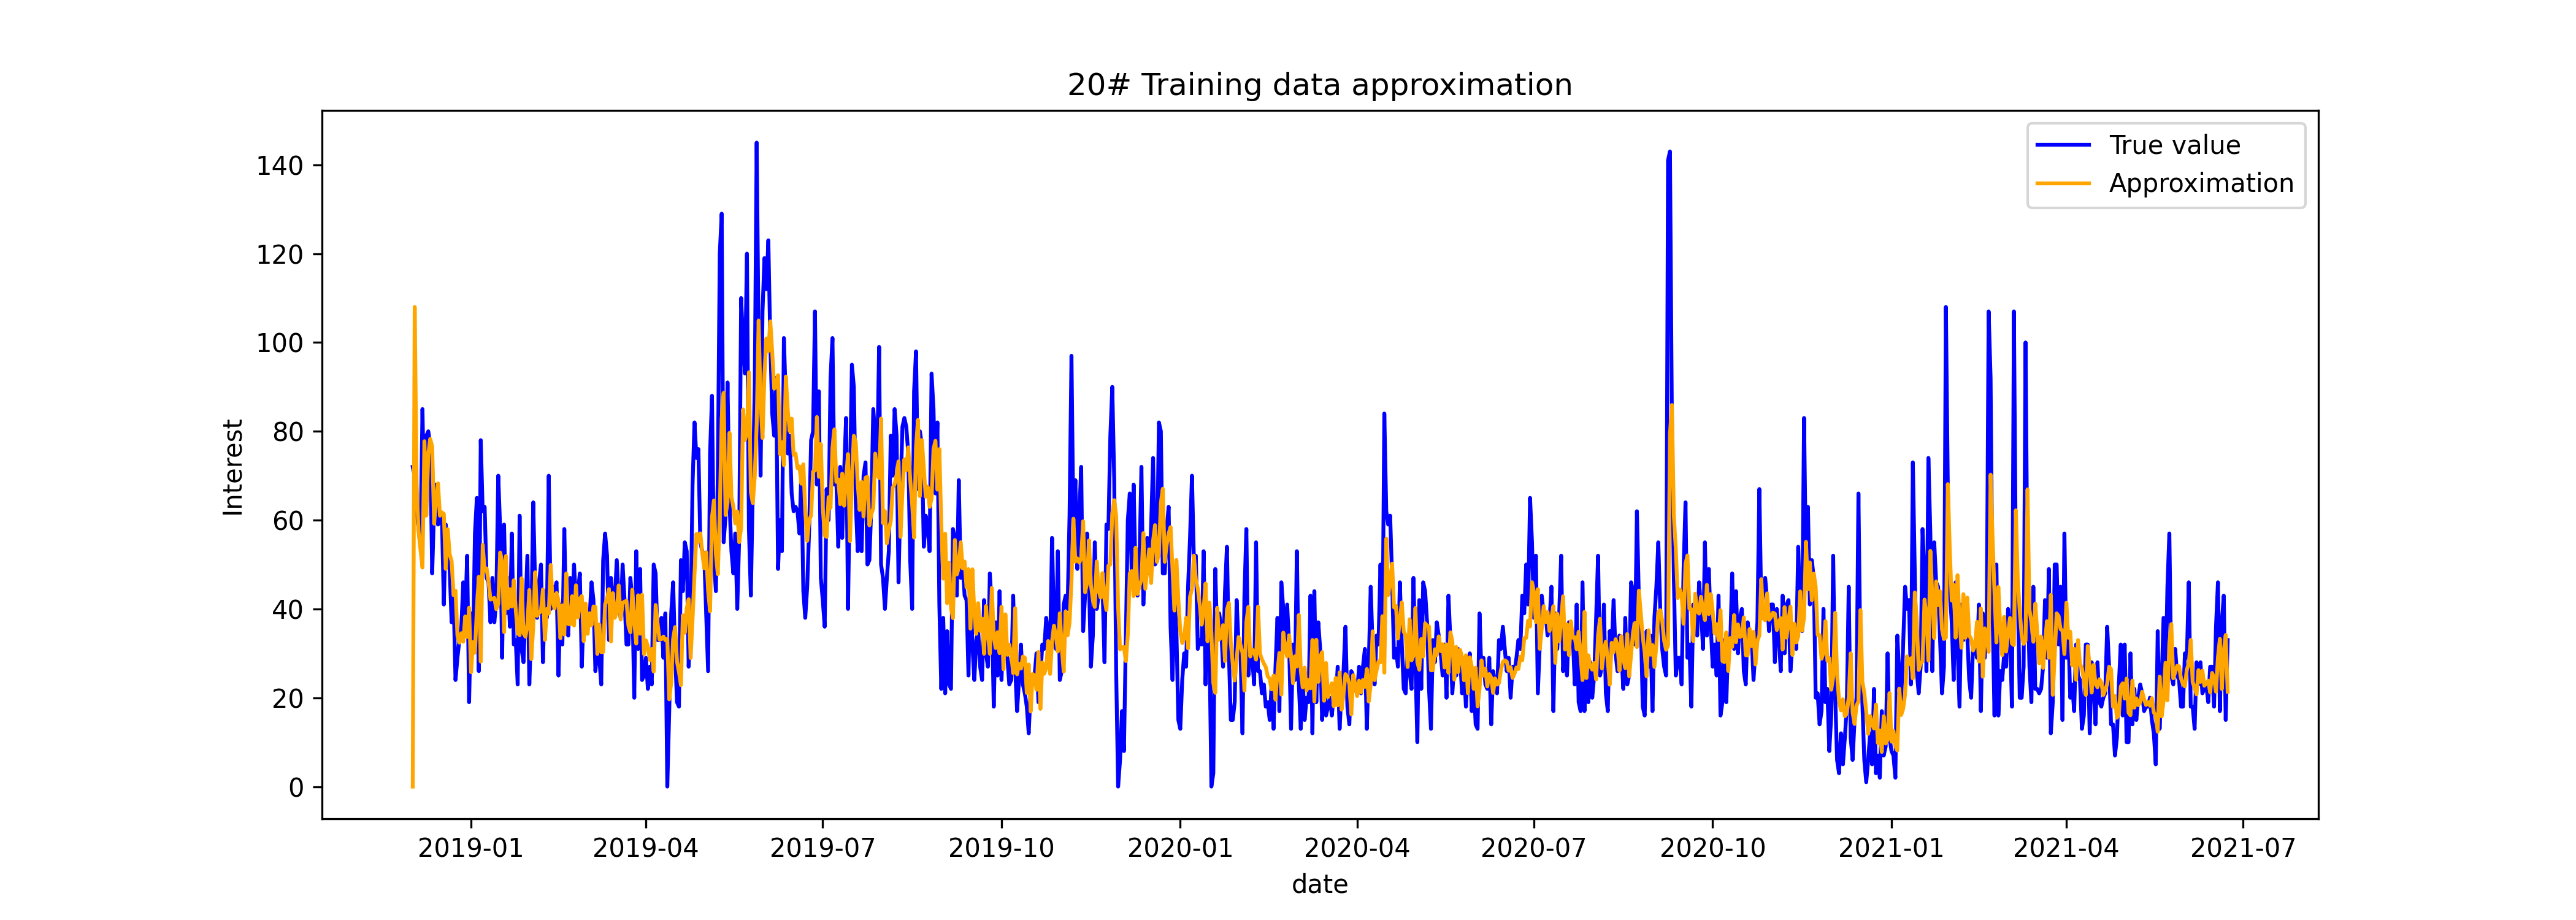 20# Training data approximation
True value
Approximation
Interest
140
120
100
80
60
40
20
0
2019-01 2019-04 2019-07 2019-10 2020-01 2020-04 2020-07 2020-10 2021-01 2021-04 2021-07
date